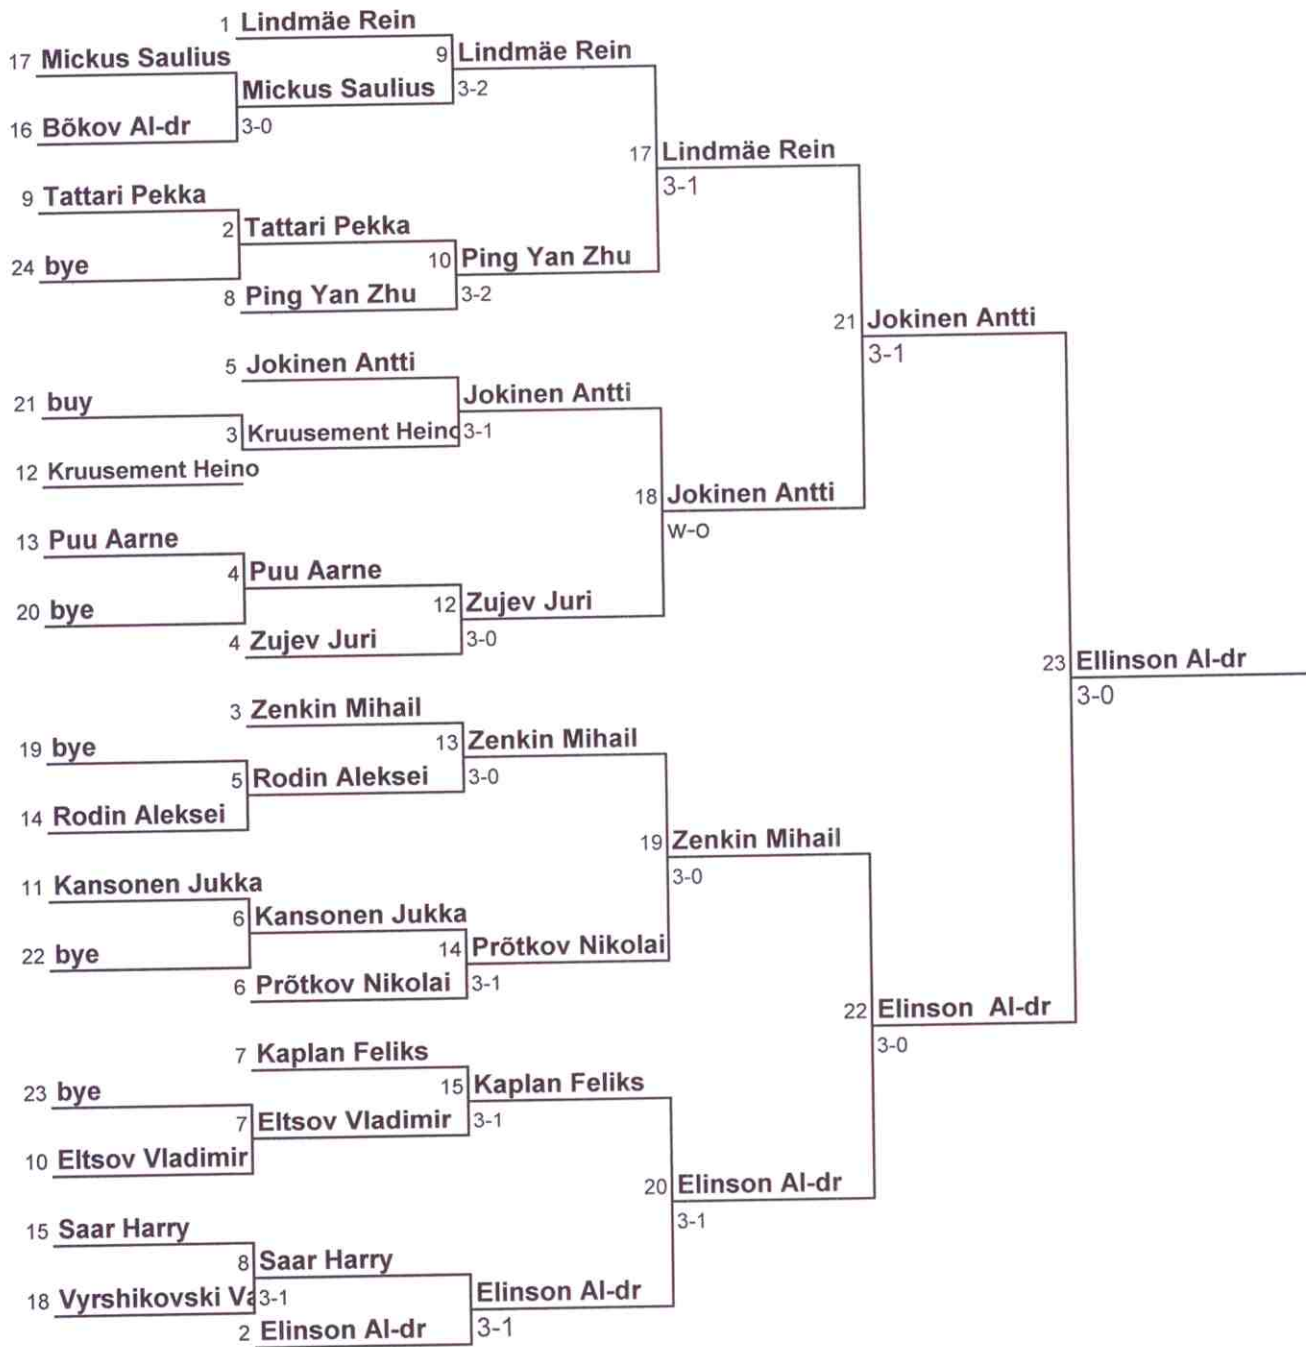 1 Lindmäe Rein
17 Mickus Saulius
9 Lindmäe Rein
Mickus Saulius
3-2
16 Bõkov Al-dr
3-0
17 Lindmäe Rein
3-1
9 Tattari Pekka
2 Tattari Pekka
10 Ping Yan Zhu
24 bye
8 Ping Yan Zhu
3-2
21 Jokinen Antti
3-1
5 Jokinen Antti
Jokinen Antti
21 buy
3 Kruusement Heino
3-1
12 Kruusement Heino
18 Jokinen Antti
w-o
13 Puu Aarne
4 Puu Aarne
12 Zujev Juri
20 bye
4 Zujev Juri
3-0
23 Ellinson Al-dr
3-0
3 Zenkin Mihail
13 Zenkin Mihail
19 bye
5 Rodin Aleksei
3-0
14 Rodin Aleksei
19 Zenkin Mihail
3-0
11 Kansonen Jukka
6 Kansonen Jukka
14 Prõtkov Nikolai
22 bye
6 Prõtkov Nikolai
3-1
22 Elinson Al-dr
3-0
7 Kaplan Feliks
15 Kaplan Feliks
23 bye
7 Eltsov Vladimir
3-1
10 Eltsov Vladimir
20 Elinson Al-dr
3-1
15 Saar Harry
8 Saar Harry
Elinson Al-dr
18 Vyrshikovski Va
3-1
2 Elinson Al-dr
3-1